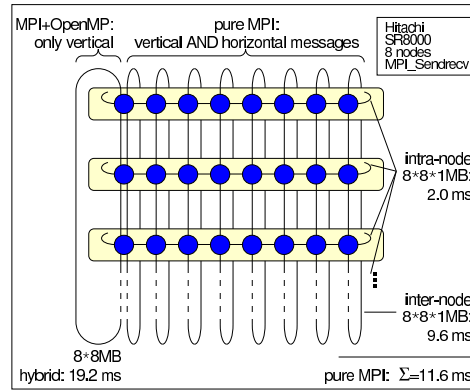 MPI+OpenMP:
only vertical
pure MPI:
vertical AND horizontal messages
Hitachi
SR8000
8 nodes
MPI_Sendrecv
intra-node
8*8*1MB:
2.0 ms
inter-node
8*8*1MB:
9.6 ms
8*8MB
hybrid: 19.2 ms
pure MPI: Σ=11.6 ms